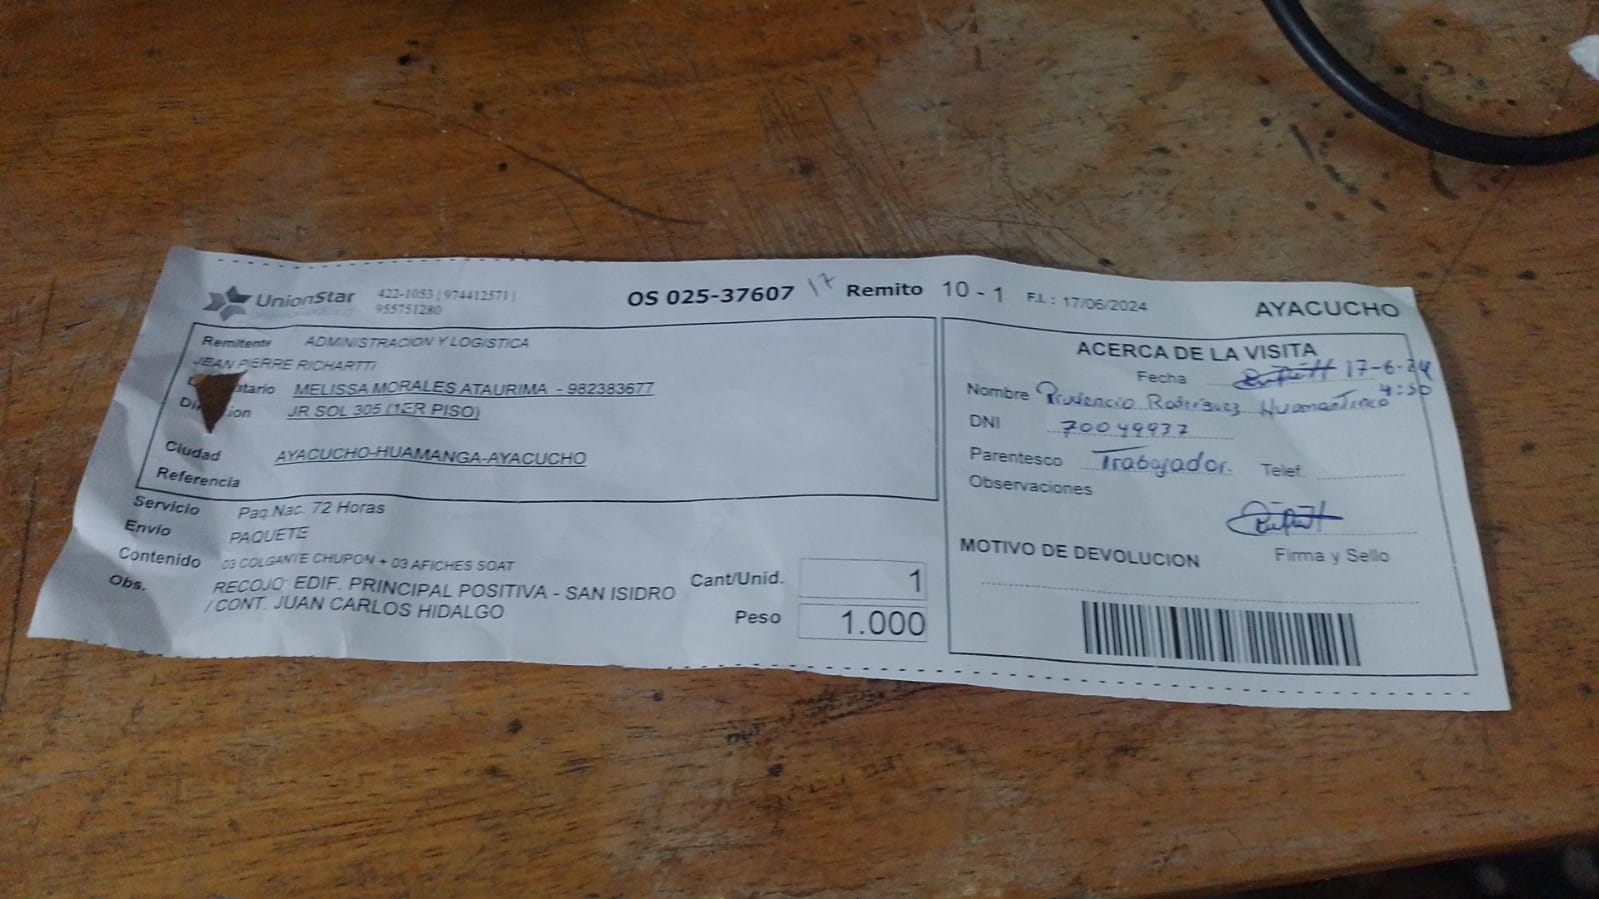 UnionStar 422-1053 | 974412571 |
955751280
OS 025-37607 17 Remito 10 - 1 F.I.: 17/06/2024 AYACUCHO
Remitente ADMINISTRACION Y LOGISTICA
JEAN PIERRE RICHARTTI
MELISSA MORALES ATAURIMA - 982383677
JR SOL 305 (1ER PISO)
Ciudad AYACUCHO-HUAMANGA-AYACUCHO
Referencia
Servicio Paq.Nac. 72 Horas
Envío PAQUETE
Contenido 03 COLGANTE CHUPON + 03 AFICHES SOAT
Obs. RECOJO: EDIF. PRINCIPAL POSITIVA - SAN ISIDRO
/ CONT. JUAN CARLOS HIDALGO
Cant/Unid. 1
Peso 1.000
ACERCA DE LA VISITA
Fecha 17-6-24
4:50
Nombre Prudencio Rodriguez Huamantinco
DNI 70049937
Parentesco Trabajador. Telef.
Observaciones
Firma y Sello
MOTIVO DE DEVOLUCION